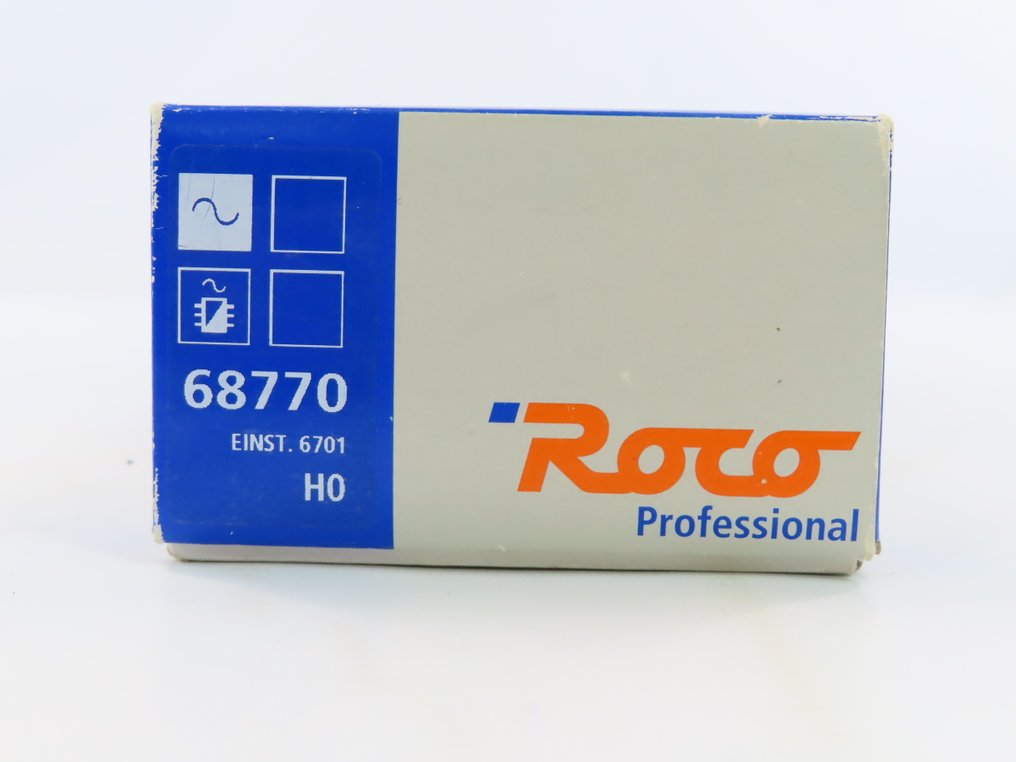 68770
EINST. 6701
H0
Roco
Professional